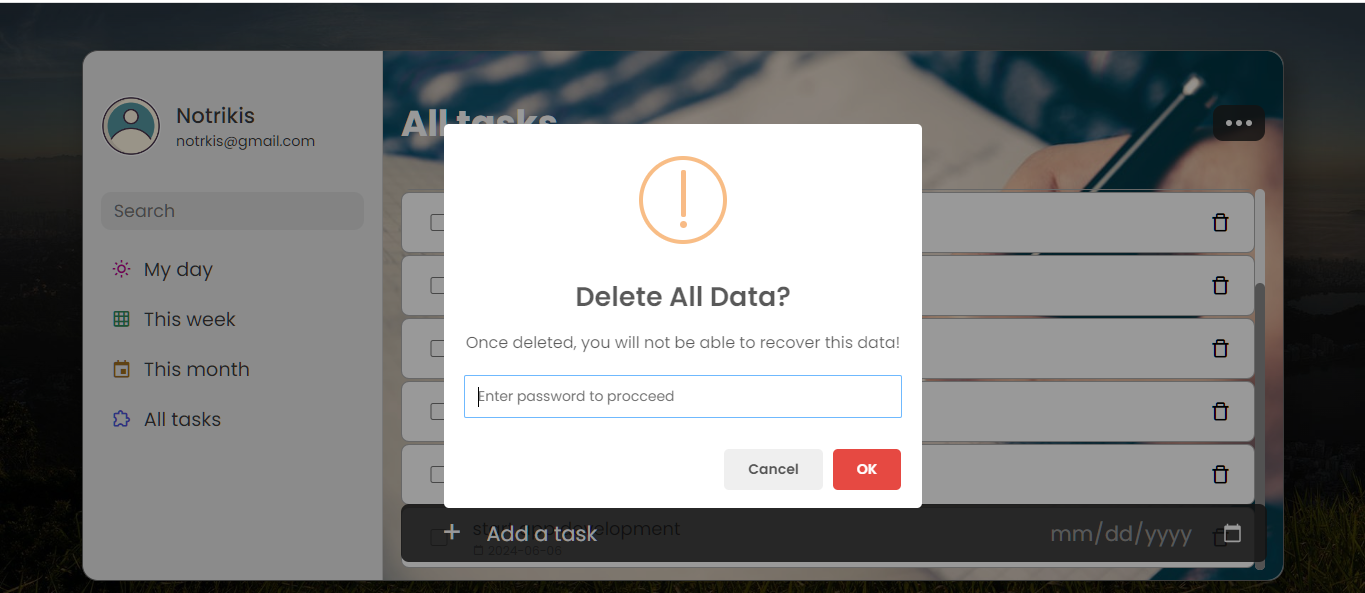 Notrikis
notrkis@gmail.com
Search
My day
This week
This month
All tasks
All tasks
Delete All Data?
Once deleted, you will not be able to recover this data!
Enter password to procceed
Cancel
OK
Add a task
mm/dd/yyyy
development
2024-06-06